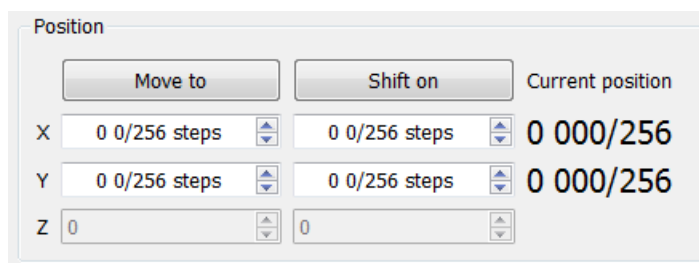 Position
Move to Shift on Current position
X 0 0/256 steps 0 0/256 steps 0 000/256
Y 0 0/256 steps 0 0/256 steps 0 000/256
Z 0 0